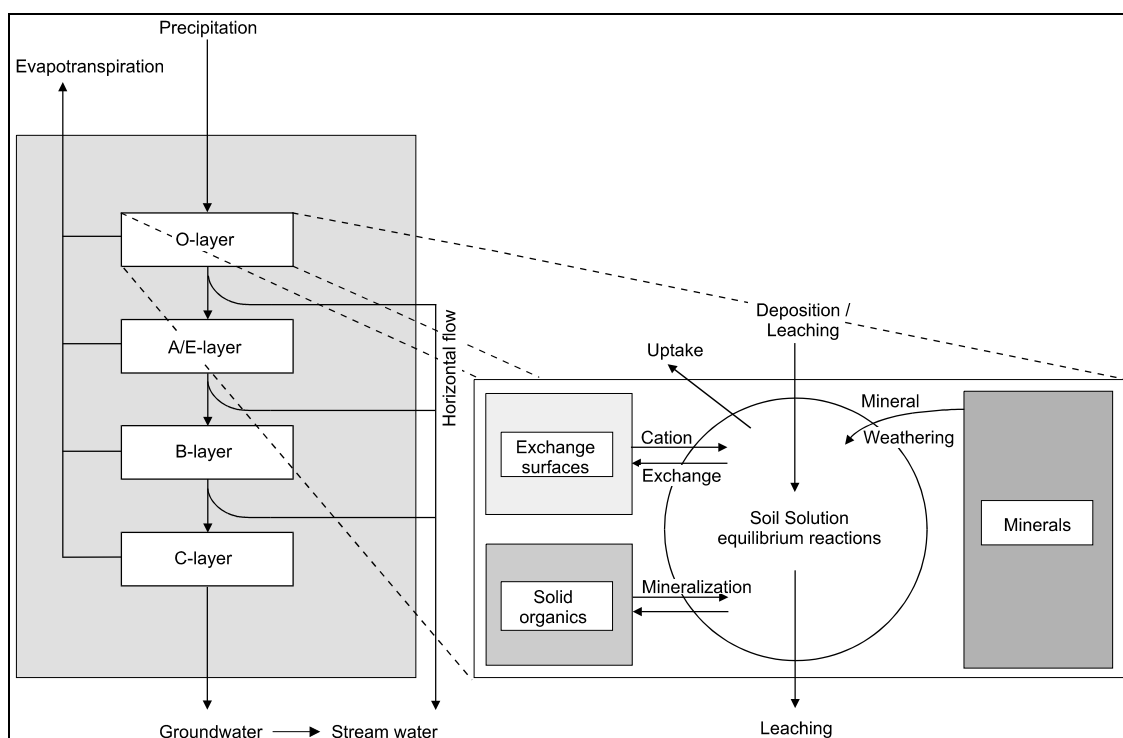 Precipitation
Evapotranspiration
O-layer
A/E-layer
B-layer
C-layer
Horizontal flow
Groundwater
Stream water
Deposition /
Leaching
Uptake
Mineral
Weathering
Exchange
surfaces
Cation
Exchange
Minerals
Soil Solution
equilibrium reactions
Solid
organics
Mineralization
Leaching